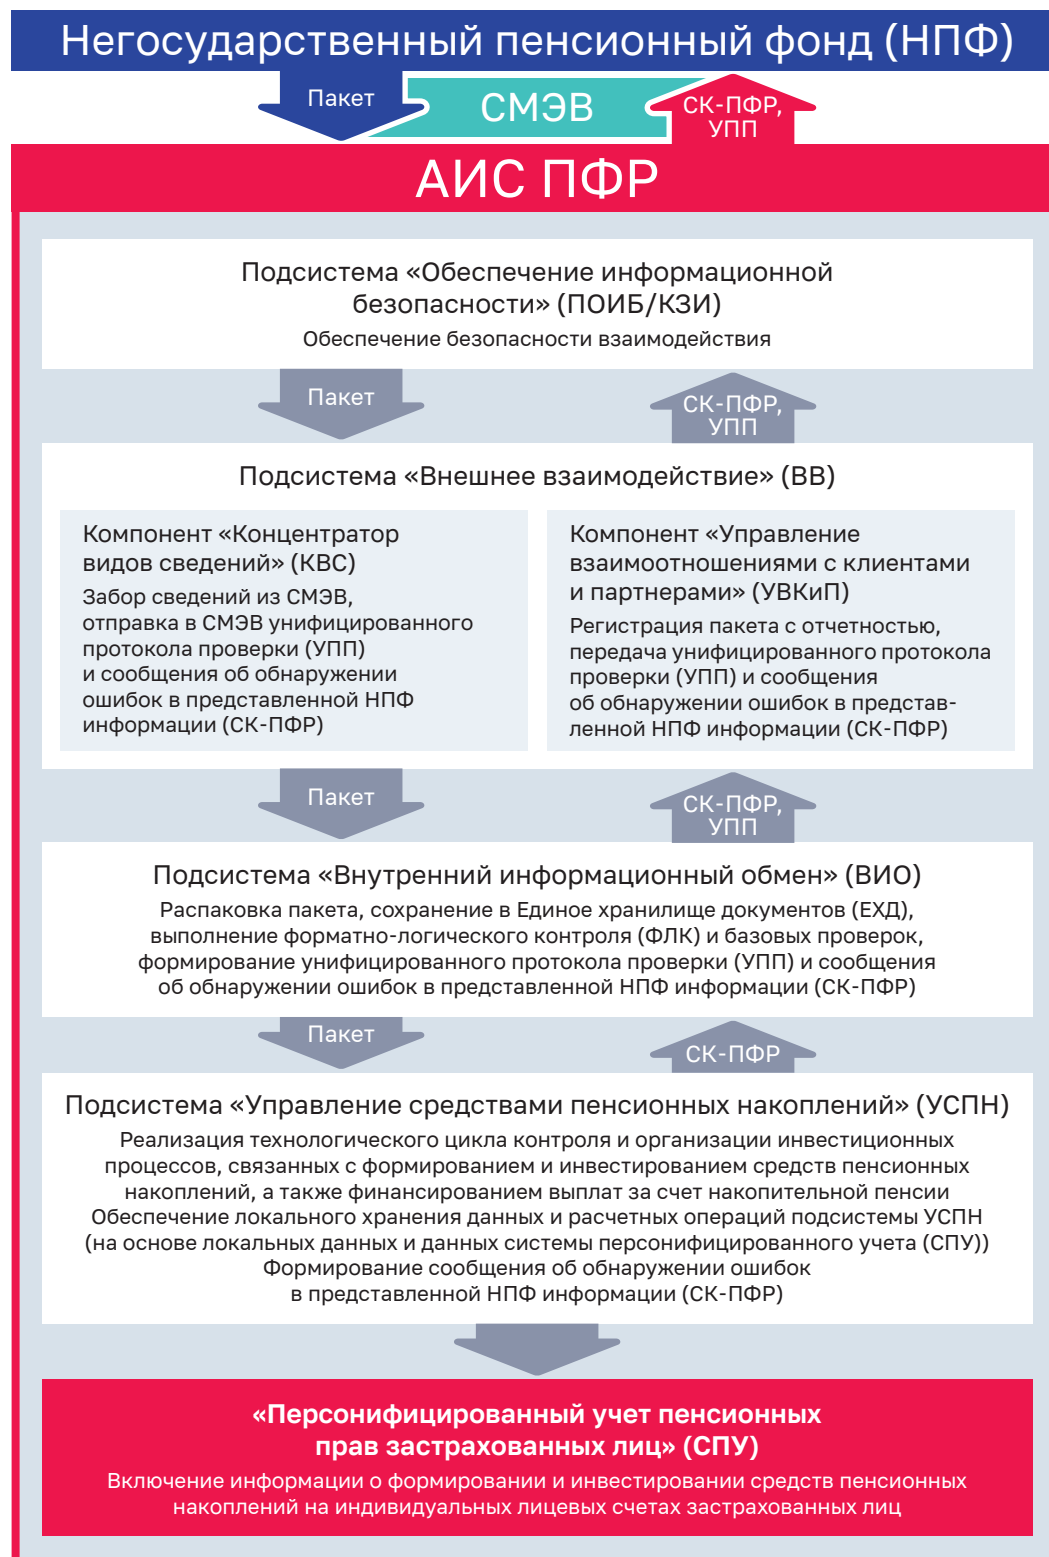 Негосударственный пенсионный фонд (НПФ)
Пакет
СМЭВ
СК-ПФР,
УПП
АИС ПФР
Подсистема «Обеспечение информационной
безопасности» (ПОИБ/КЗИ)
Обеспечение безопасности взаимодействия
Пакет
СК-ПФР,
УПП
Подсистема «Внешнее взаимодействие» (ВВ)
Компонент «Концентратор
видов сведений» (КВС)
Забор сведений из СМЭВ,
отправка в СМЭВ унифицированного
протокола проверки (УПП)
и сообщения об обнаружении
ошибок в представленной НПФ
информации (СК-ПФР)
Компонент «Управление
взаимоотношениями с клиентами
и партнерами» (УВКиП)
Регистрация пакета с отчетностью,
передача унифицированного протокола
проверки (УПП) и сообщения
об обнаружении ошибок в представ-
ленной НПФ информации (СК-ПФР)
Пакет
СК-ПФР,
УПП
Подсистема «Внутренний информационный обмен» (ВИО)
Распаковка пакета, сохранение в Единое хранилище документов (ЕХД),
выполнение форматно-логического контроля (ФЛК) и базовых проверок,
формирование унифицированного протокола проверки (УПП) и сообщения
об обнаружении ошибок в представленной НПФ информации (СК-ПФР)
Пакет
СК-ПФР
Подсистема «Управление средствами пенсионных накоплений» (УСПН)
Реализация технологического цикла контроля и организации инвестиционных
процессов, связанных с формированием и инвестированием средств пенсионных
накоплений, а также финансированием выплат за счет накопительной пенсии
Обеспечение локального хранения данных и расчетных операций подсистемы УСПН
(на основе локальных данных и данных системы персонифицированного учета (СПУ))
Формирование сообщения об обнаружении ошибок
в представленной НПФ информации (СК-ПФР)
«Персонифицированный учет пенсионных
прав застрахованных лиц» (СПУ)
Включение информации о формировании и инвестировании средств пенсионных
накоплений на индивидуальных лицевых счетах застрахованных лиц